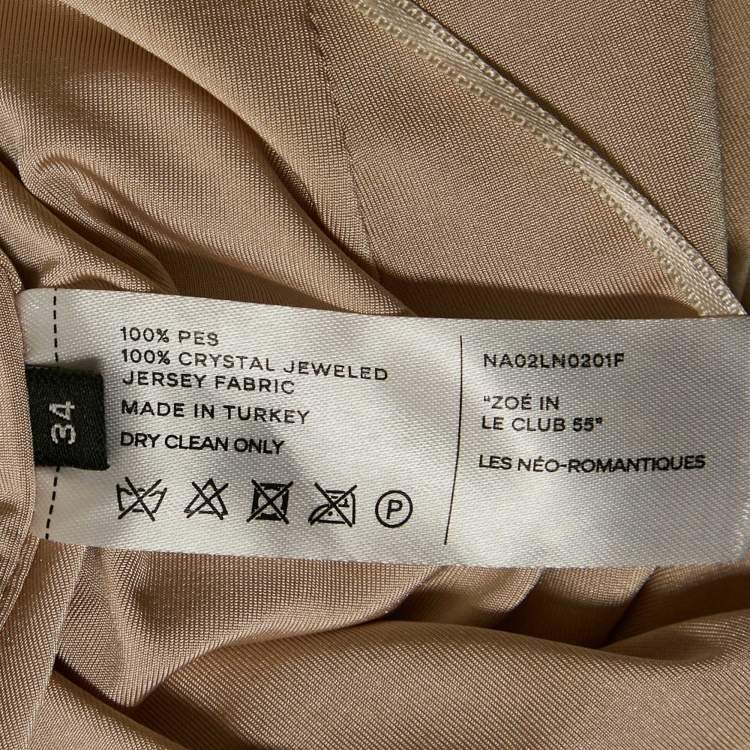 34
100% PES
100% CRYSTAL JEWELED
JERSEY FABRIC
MADE IN TURKEY
DRY CLEAN ONLY
P
NA02LN0201F
"ZOÉ IN
LE CLUB 55"
LES NÉO-ROMANTIQUES